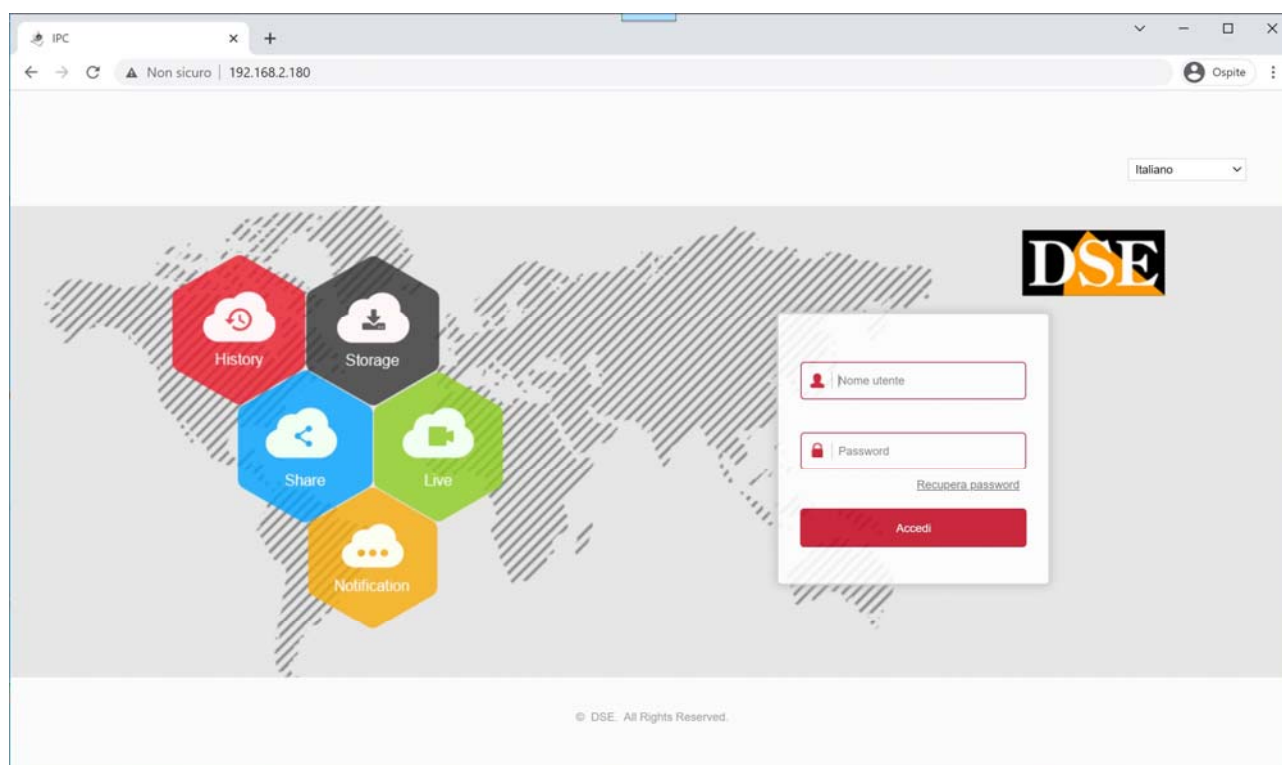 IPC
Non sicuro 192.168.2.180
Ospite
Italiano
DSE
History
Storage
Share
Live
Notification
Nome utente
Password
Recupera password
Accedi
© DSE. All Rights Reserved.